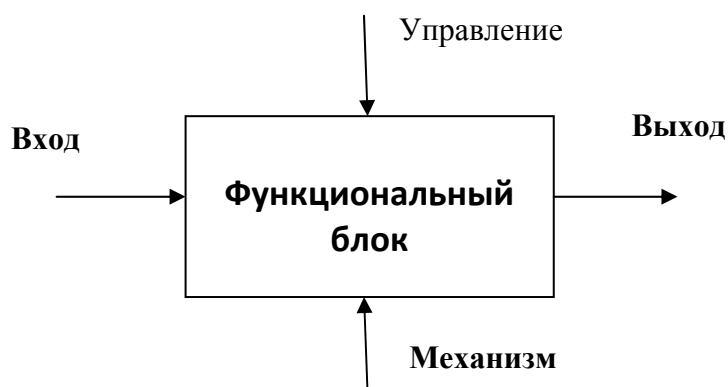 Управление
Вход
Выход
Функциональный
блок
Механизм